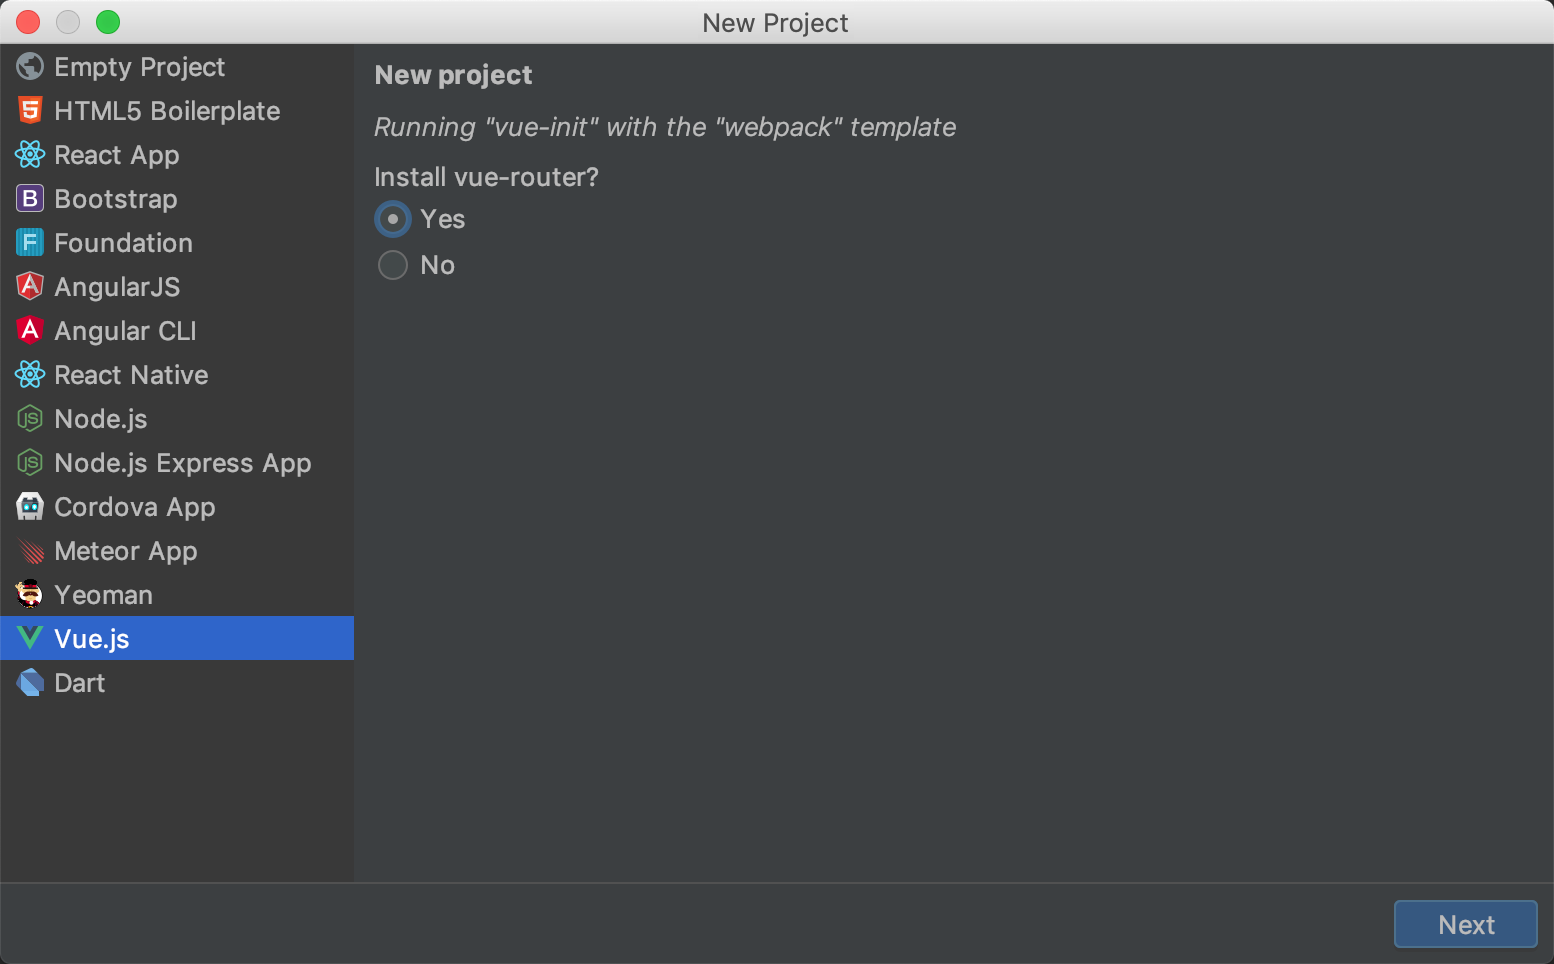 New Project
Empty Project
HTML5 Boilerplate
React App
Bootstrap
Foundation
AngularJS
Angular CLI
React Native
Node.js
Node.js Express App
Cordova App
Meteor App
Yeoman
Vue.js
Dart
New project
Running "vue-init" with the "webpack" template
Install vue-router?
Yes
No
Next